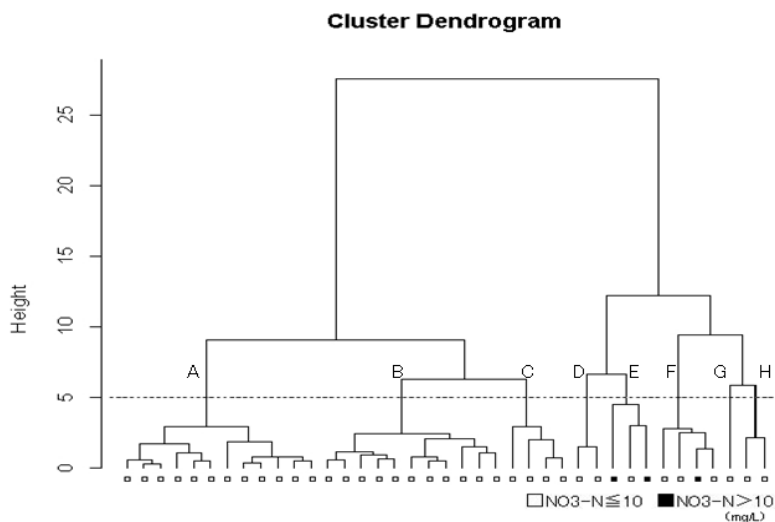 Cluster Dendrogram
Height
25
20
15
10
5
0
A B C D E F G H
□NO3-N≦10 ■NO3-N>10
(mg/L)